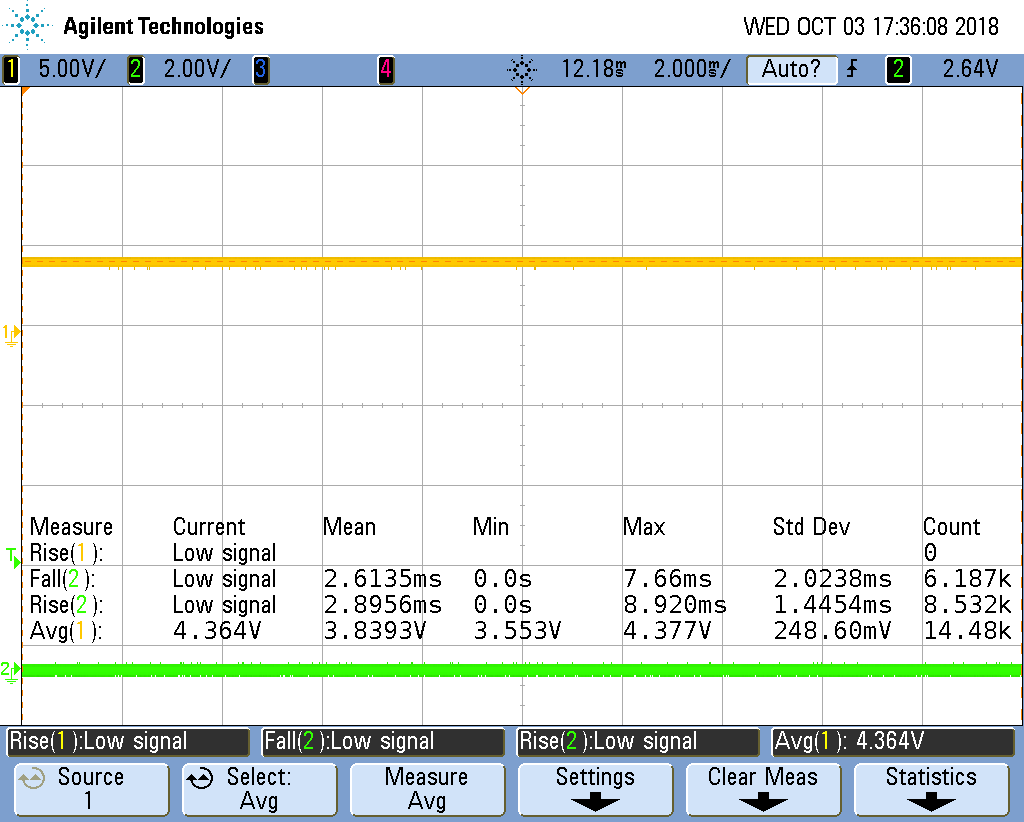 Agilent Technologies WED OCT 03 17:36:08 2018
1 5.00V/ 2 2.00V/ 3 4 12.18ms 2.000ms/ Auto? 2 2.64V
1
Measure Current Mean Min Max Std Dev Count
T Rise(1): Low signal 0
Fall(2): Low signal 2.6135ms 0.0s 7.66ms 2.0238ms 6.187k
Rise(2): Low signal 2.8956ms 0.0s 8.920ms 1.4454ms 8.532k
Avg(1): 4.364V 3.8393V 3.553V 4.377V 248.60mV 14.48k
2
Rise(1):Low signal Fall(2):Low signal Rise(2):Low signal Avg(1): 4.364V
Source Select: Measure Settings Clear Meas Statistics
1 Avg Avg